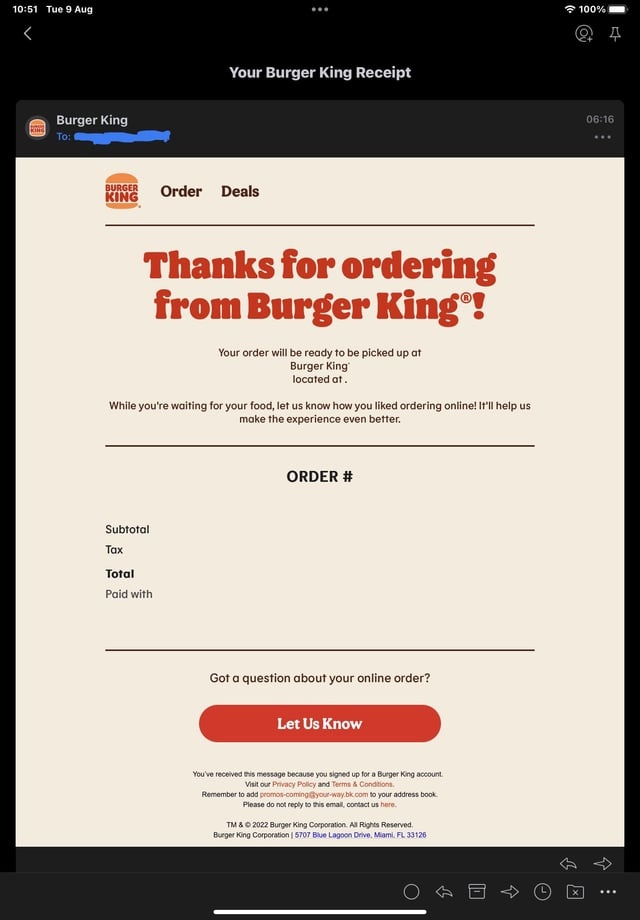 10:51 Tue 9 Aug
100%
Your Burger King Receipt
BURGER KING
Burger King
06:16
To:
BURGER
KING
Order Deals
Thanks for ordering
from Burger King®!
Your order will be ready to be picked up at
Burger King
located at .
While you're waiting for your food, let us know how you liked ordering online! It'll help us
make the experience even better.
ORDER #
Subtotal
Tax
Total
Paid with
Got a question about your online order?
Let Us Know
You've received this message because you signed up for a Burger King account.
Visit our Privacy Policy and Terms & Conditions.
Remember to add promos-coming@your-way.bk.com to your address book.
Please do not reply to this email, contact us here.
TM & © 2022 Burger King Corporation. All Rights Reserved.
Burger King Corporation | 5707 Blue Lagoon Drive, Miami, FL 33126